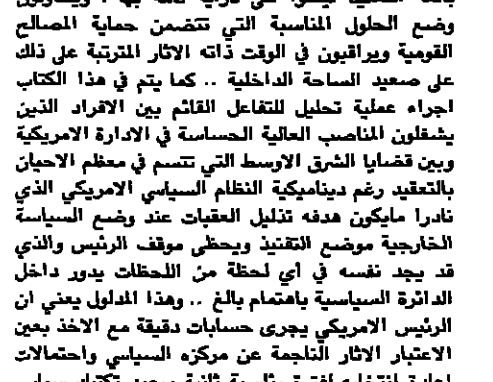 وضع الحلول المناسبة التي تتضمن حماية المصالح
القومية ويراقبون في الوقت ذاته الاثار المترتبة على ذلك
على صعيد الساحة الداخلية .. كما يتم في هذا الكتاب
اجراء عملية تحليل للتفاعل القائم بين الافراد الذين
يشغلون المناصب العالية الحساسة في الادارة الامريكية
وبين قضايا الشرق الاوسط التي تتسم في معظم الاحيان
بالتعقيد رغم ديناميكية النظام السياسي الامريكي الذي
نادرا مايكون هدفه تذليل العقبات عند وضع السياسة
الخارجية موضع التقنيذ ويحظى موقف الرئيس والذي
قد يجد نفسه في أي لحظة من اللحظات يدور داخل
الدائرة السياسية باهتمام بالغ .. وهذا المدلول يعني ان
الرئيس الامريكي يجرى حسابات دقيقة مع الاخذ بعين
الاعتبار الاثار الناجمة عن مركزه السياسي واحتمالات